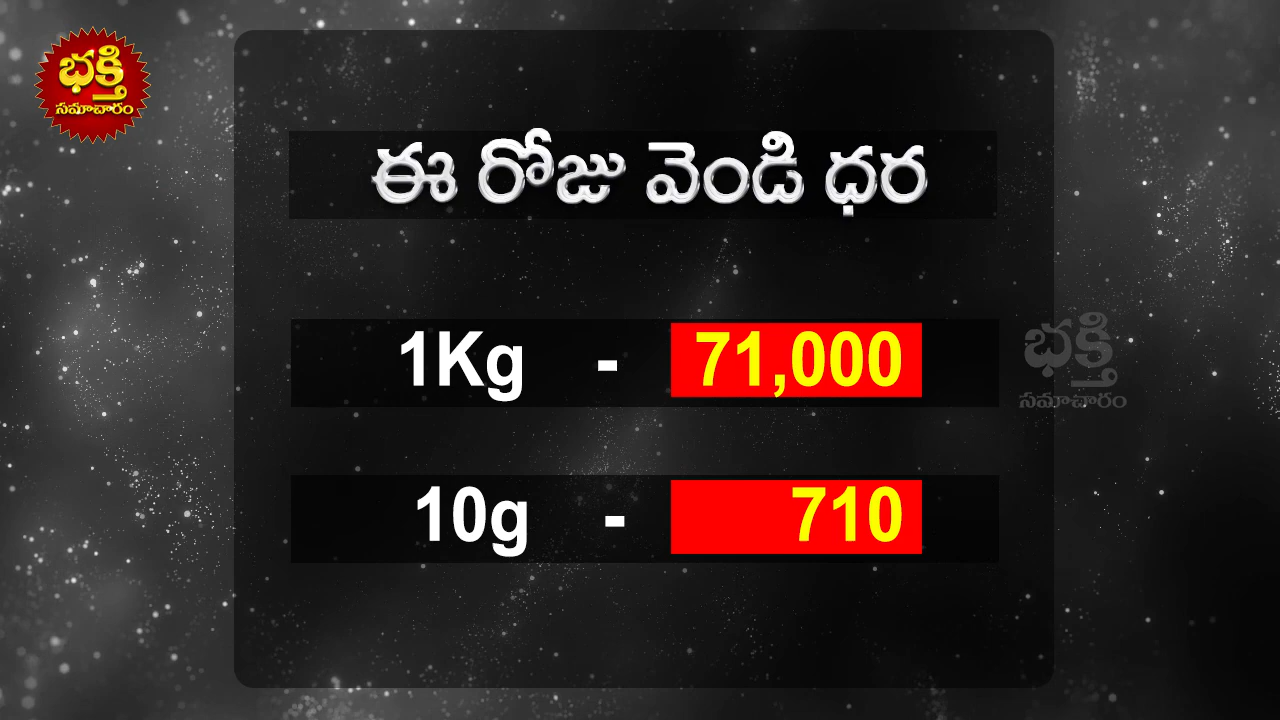 భక్తి
సమాచారం
ఈ రోజు వెండి ధర
1Kg - 71,000
భక్తి
సమాచారం
10g - 710